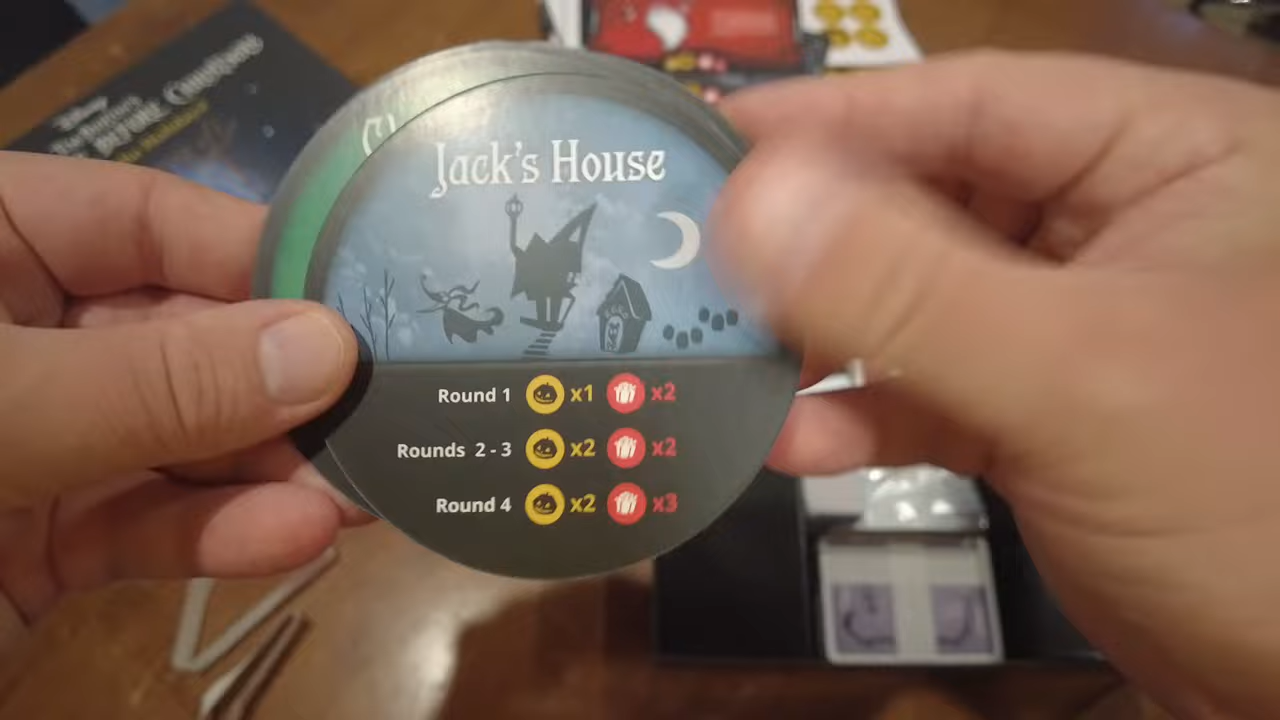 Jack's House
Round 1 x1 x2
Rounds 2 - 3 x2 x2
Round 4 x2 x3